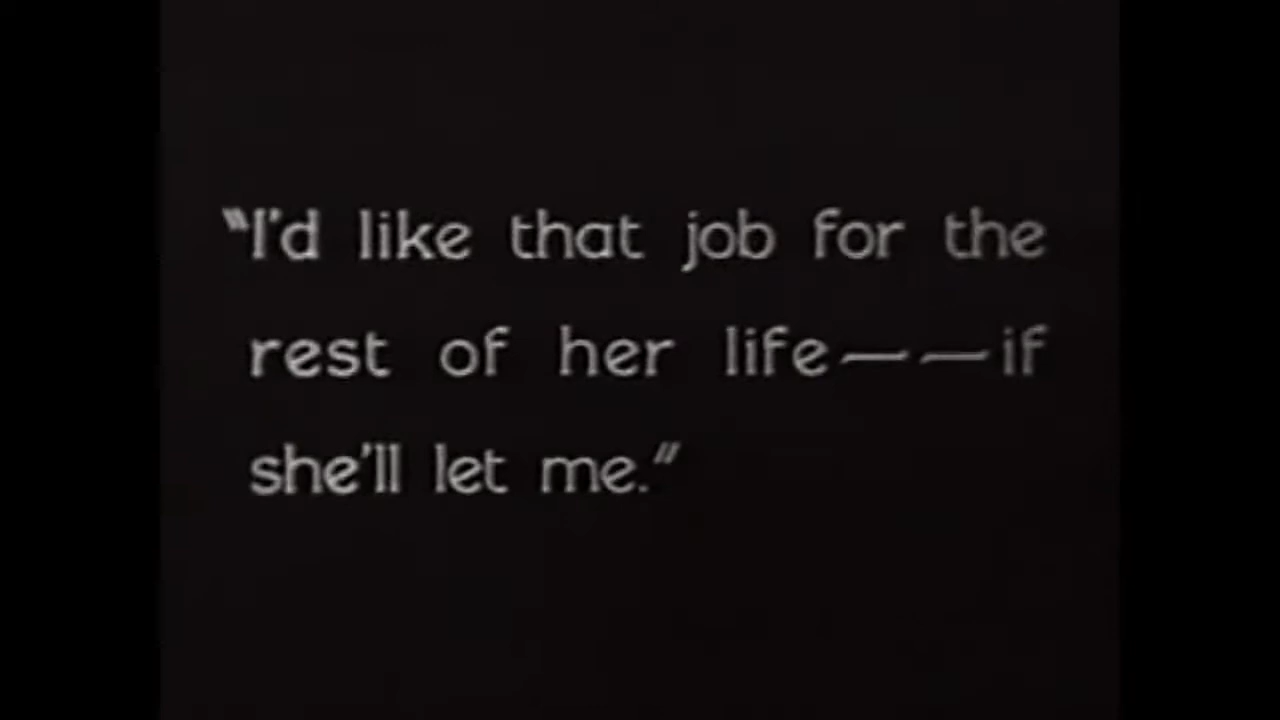 “I'd like that job for the
rest of her life——if
she'll let me.”